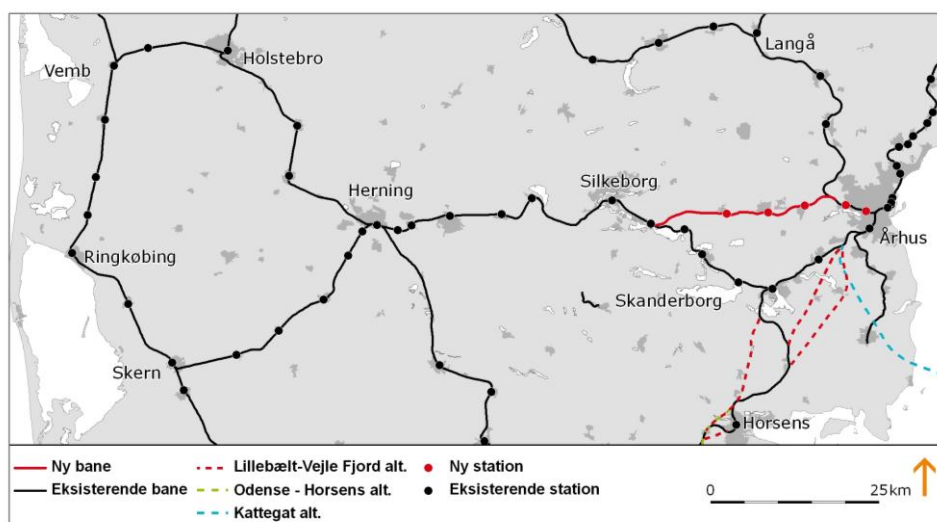 Langå
Vemb
Holstebro
Herning
Silkeborg
Århus
Ringkøbing
Skanderborg
Skern
Horsens
Ny bane
Lillebælt-Vejle Fjord alt.
Ny station
Eksisterende bane
Odense - Horsens alt.
Eksisterende station
Kattegat alt.
0
25km